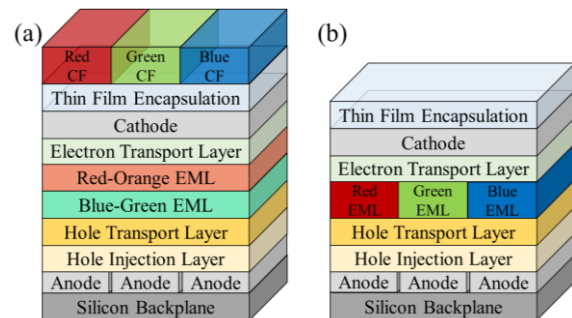 (a)
Red Green Blue
CF CF CF
Thin Film Encapsulation
Cathode
Electron Transport Layer
Red-Orange EML
Blue-Green EML
Hole Transport Layer
Hole Injection Layer
Anode Anode Anode
Silicon Backplane
(b)
Thin Film Encapsulation
Cathode
Electron Transport Layer
Red Green Blue
EML EML EML
Hole Transport Layer
Hole Injection Layer
Anode Anode Anode
Silicon Backplane